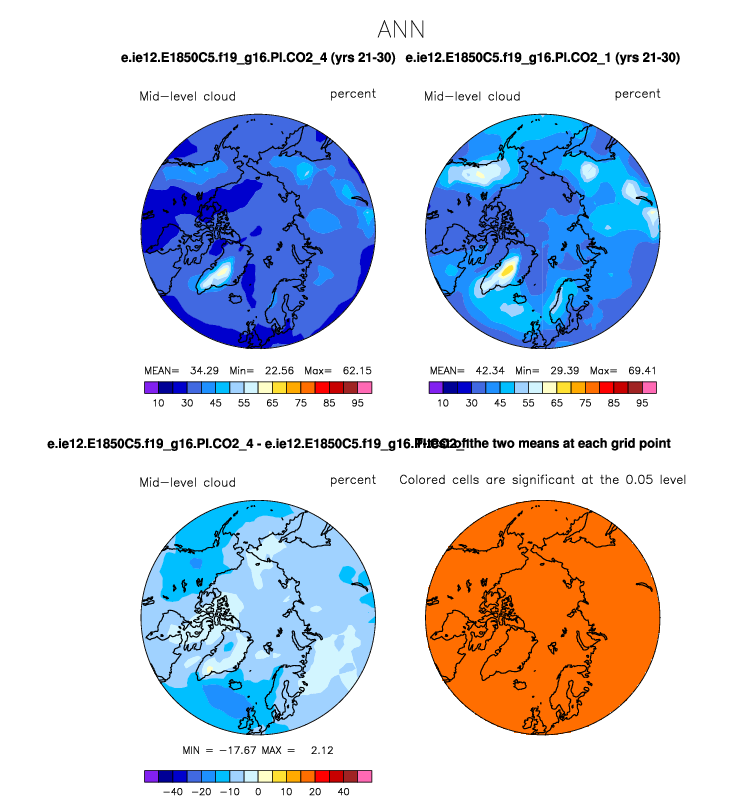 ANN
e.ie12.E1850C5.f19_g16.PI.CO2_4 (yrs 21-30) e.ie12.E1850C5.f19_g16.PI.CO2_1 (yrs 21-30)
Mid-level cloud percent Mid-level cloud percent
MEAN= 34.29 Min= 22.56 Max= 62.15 MEAN= 42.34 Min= 29.39 Max= 69.41
10 30 45 55 65 75 85 95 10 30 45 55 65 75 85 95
e.ie12.E1850C5.f19_g16.PI.CO2_4 - e.ie12.E1850C5.f19_g16.PI.CO2_ of the two means at each grid point
Mid-level cloud percent Colored cells are significant at the 0.05 level
MIN = -17.67 MAX = 2.12
-40 -20 -10 0 10 20 40